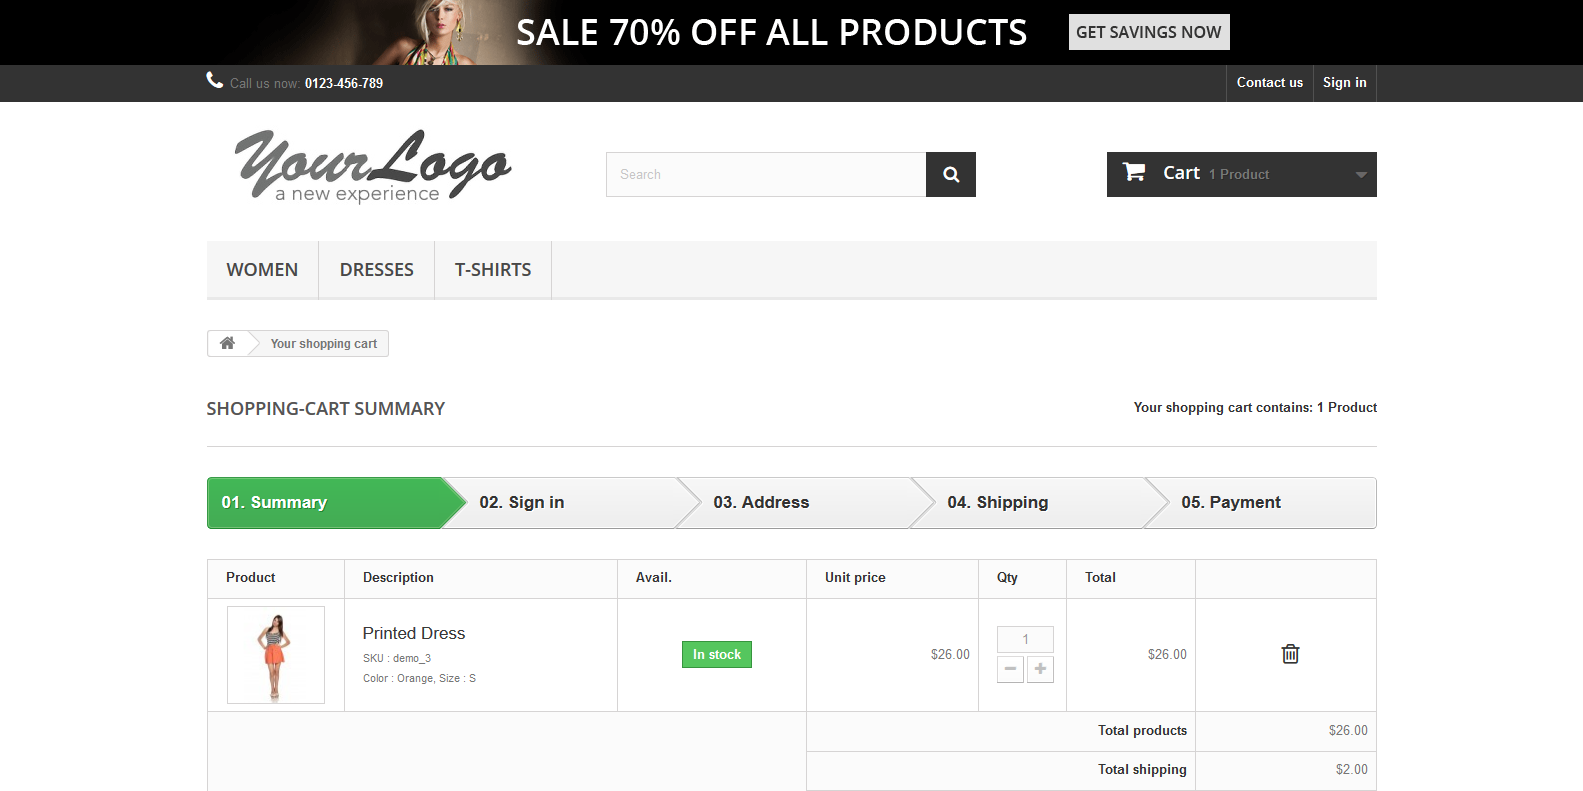 SALE 70% OFF ALL PRODUCTS GET SAVINGS NOW
Call us now: 0123-456-789 Contact us Sign in
YourLogo
a new experience
Search
Cart 1 Product
WOMEN DRESSES T-SHIRTS
Your shopping cart
SHOPPING-CART SUMMARY Your shopping cart contains: 1 Product
01. Summary 02. Sign in 03. Address 04. Shipping 05. Payment
Product Description Avail. Unit price Qty Total
Printed Dress
SKU : demo_3
Color : Orange, Size : S
In stock
$26.00
1
$26.00
Total products $26.00
Total shipping $2.00